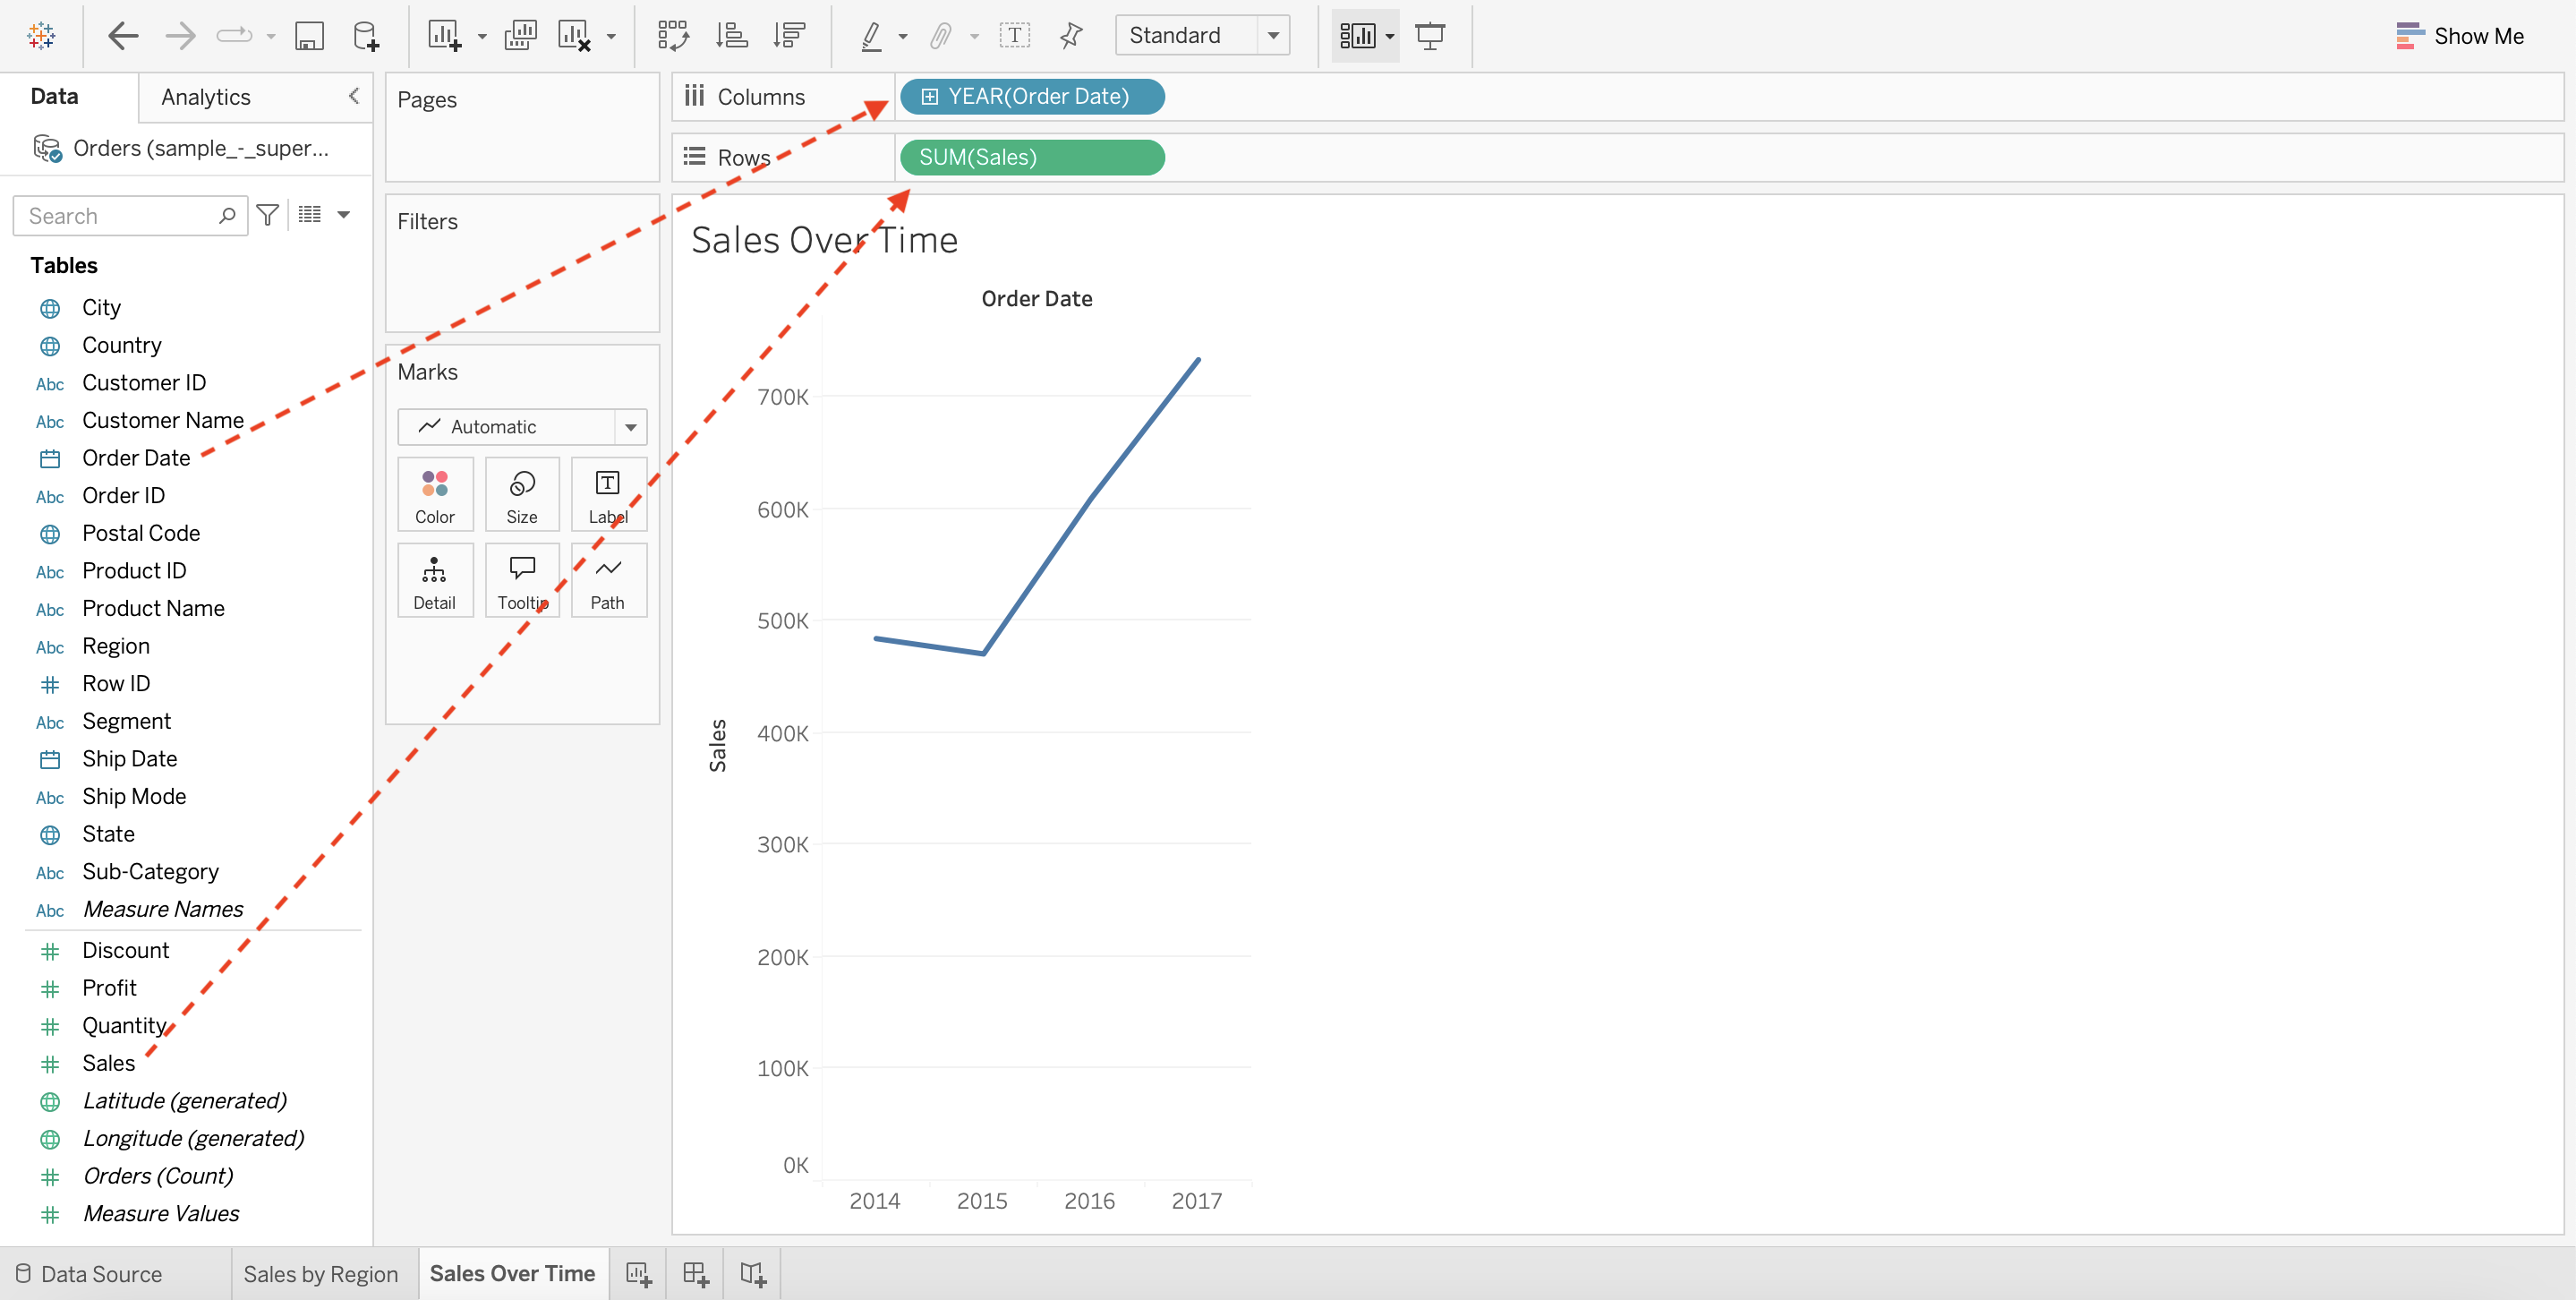 Standard
Show Me
Data
Analytics
Orders (sample_-_super...
Search
Tables
City
Country
Abc Customer ID
Abc Customer Name
Order Date
Abc Order ID
Postal Code
Abc Product ID
Abc Product Name
Abc Region
Row ID
Abc Segment
Ship Date
Abc Ship Mode
State
Abc Sub-Category
Abc Measure Names
Discount
Profit
Quantity
Sales
Latitude (generated)
Longitude (generated)
Orders (Count)
Measure Values
Pages
Filters
Marks
Automatic
Color Size Label
Detail Tooltip Path
Columns YEAR(Order Date)
Rows SUM(Sales)
Sales Over Time
Order Date
700K
600K
500K
400K
300K
200K
100K
0K
Sales
2014 2015 2016 2017
Data Source Sales by Region Sales Over Time